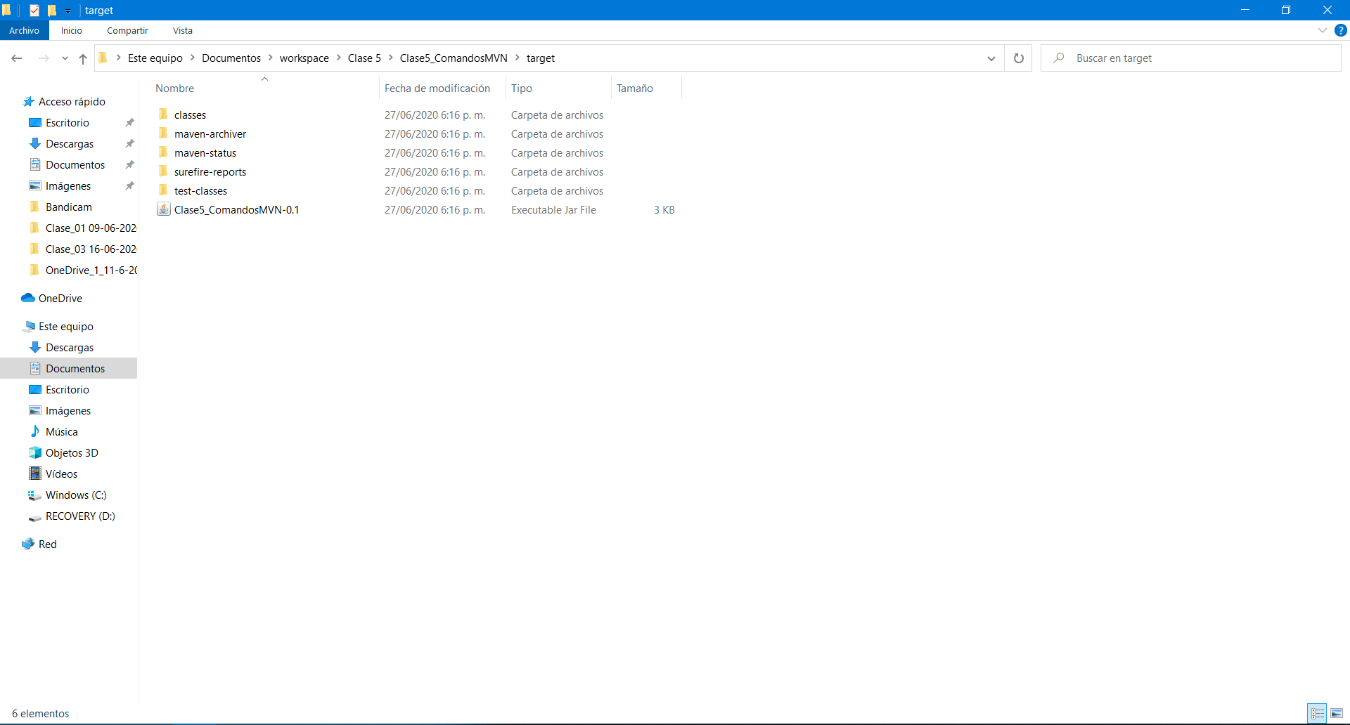 target
Archivo Inicio Compartir Vista
Este equipo Documentos workspace Clase 5 Clase5_ComandosMVN target
Buscar en target
Nombre Fecha de modificación Tipo Tamaño
classes 27/06/2020 6:16 p. m. Carpeta de archivos
maven-archiver 27/06/2020 6:16 p. m. Carpeta de archivos
maven-status 27/06/2020 6:16 p. m. Carpeta de archivos
surefire-reports 27/06/2020 6:16 p. m. Carpeta de archivos
test-classes 27/06/2020 6:16 p. m. Carpeta de archivos
Clase5_ComandosMVN-0.1 27/06/2020 6:16 p. m. Executable Jar File 3 KB
Acceso rápido
Escritorio
Descargas
Documentos
Imágenes
Bandicam
Clase_01 09-06-202
Clase_03 16-06-202
OneDrive_1_11-6-20
OneDrive
Este equipo
Descargas
Documentos
Escritorio
Imágenes
Música
Objetos 3D
Vídeos
Windows (C:)
RECOVERY (D:)
Red
6 elementos